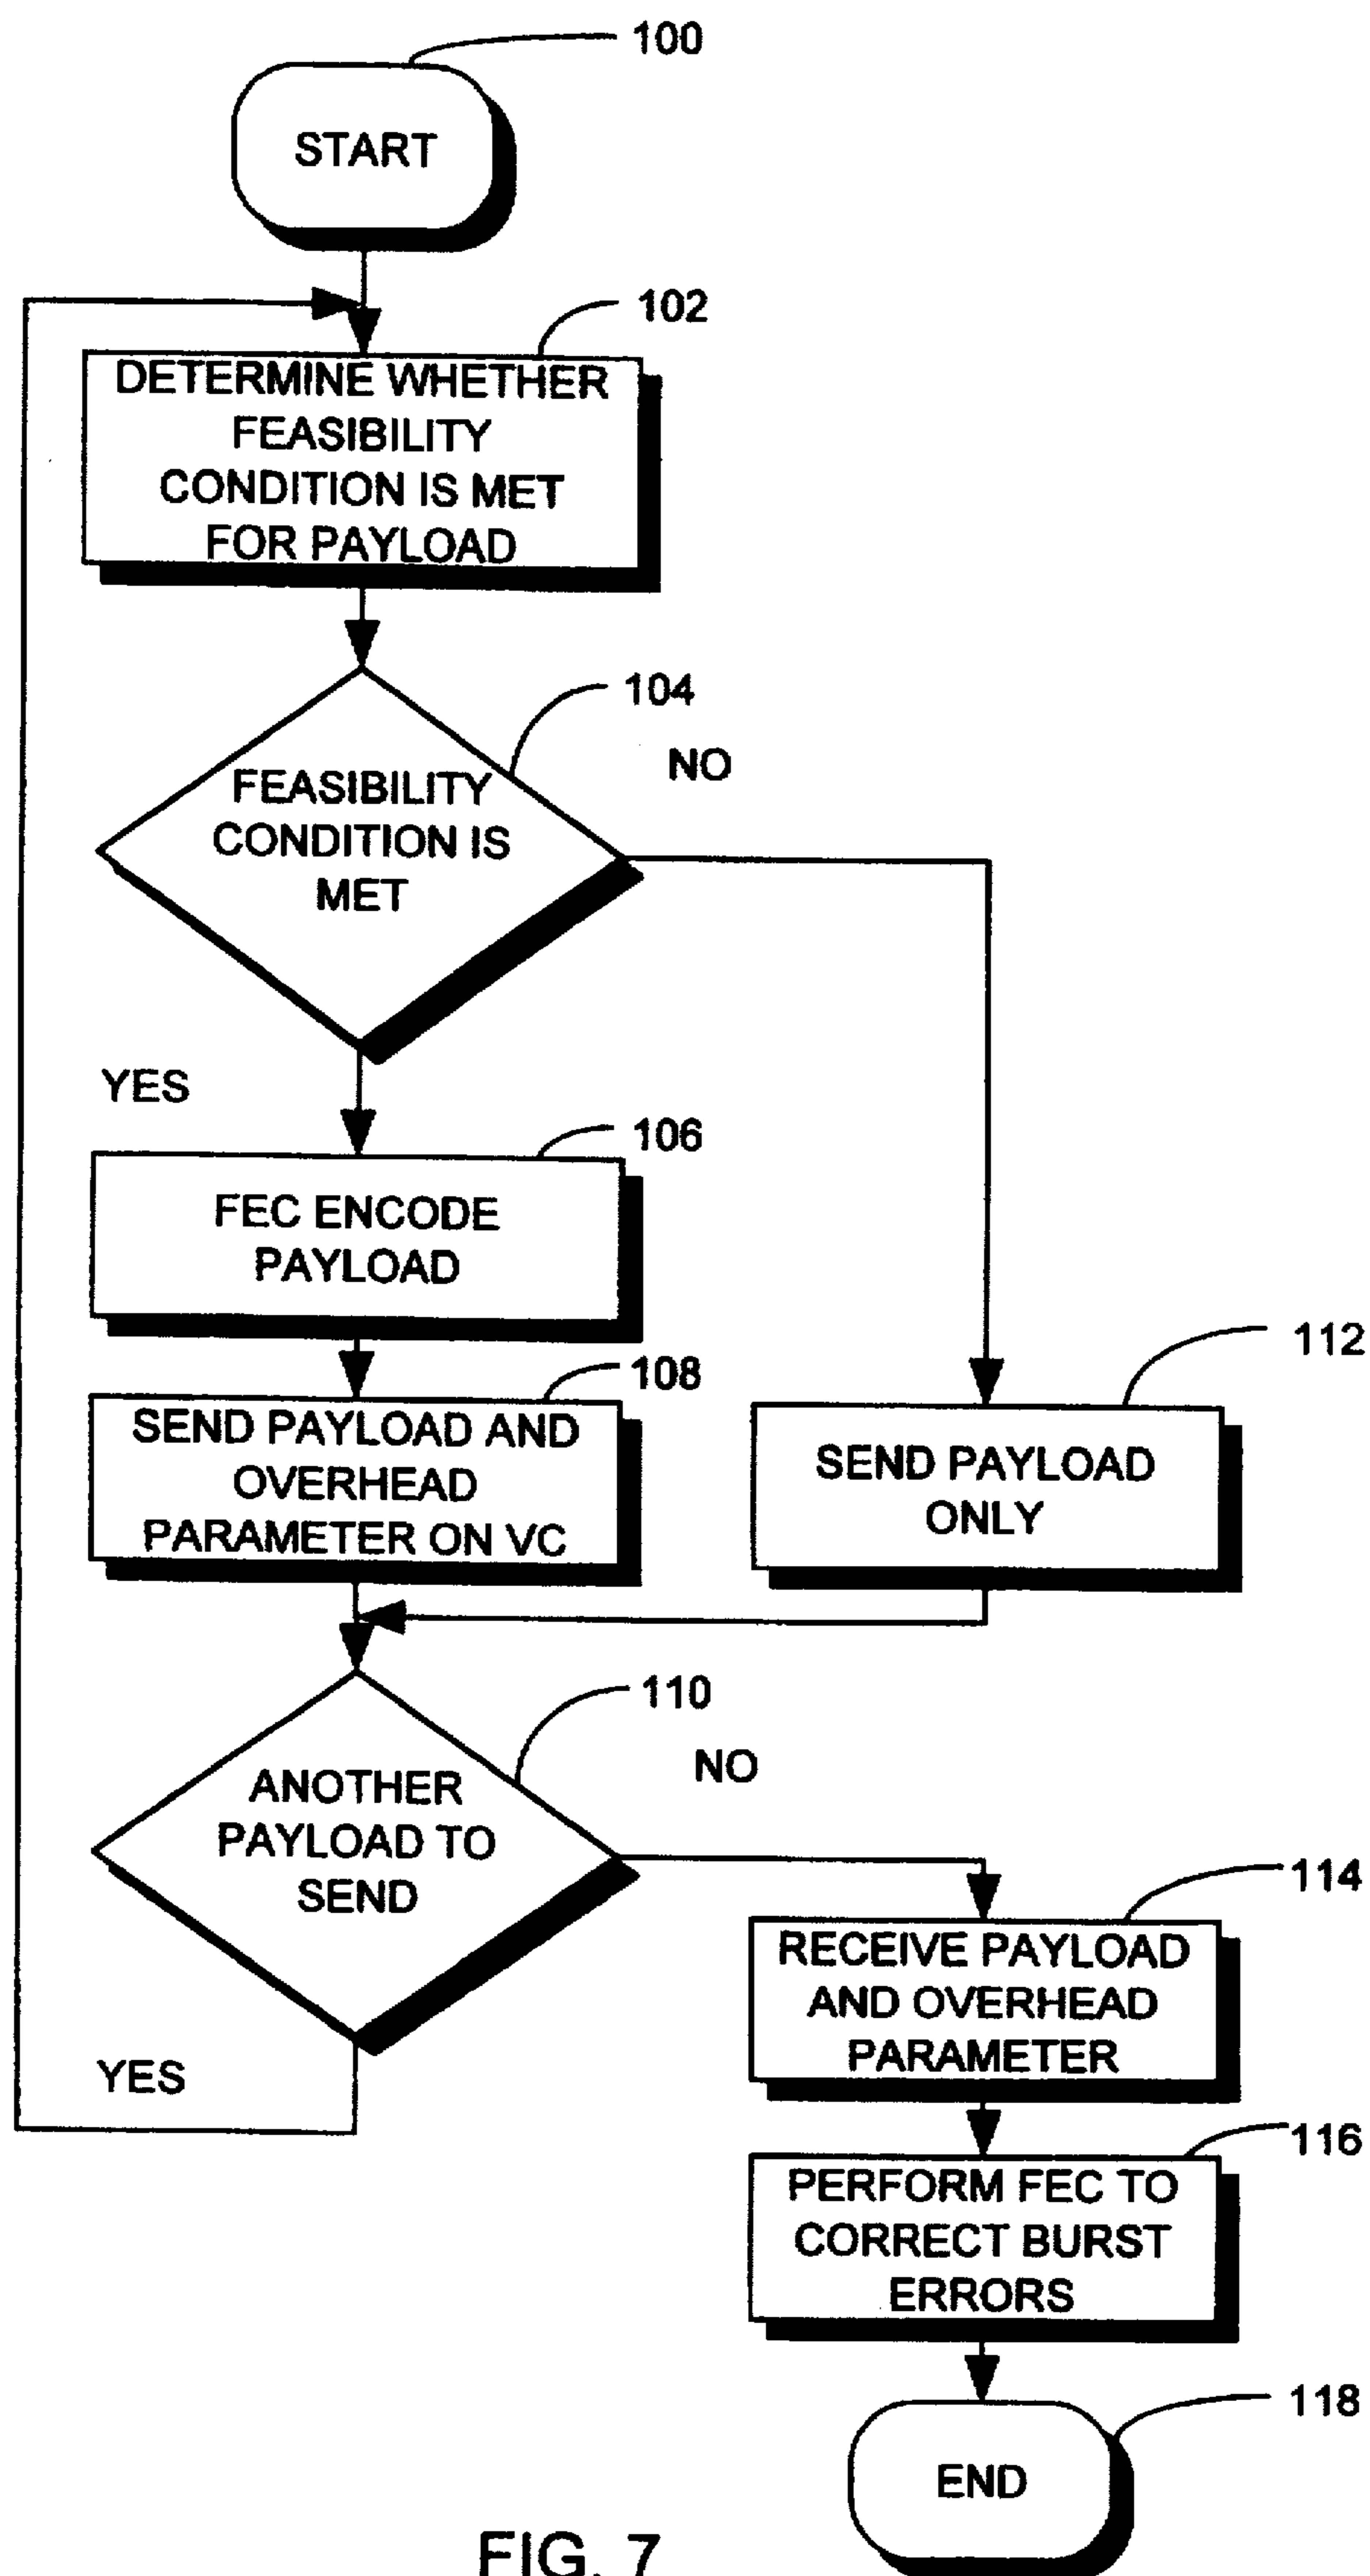 100
START
102
DETERMINE WHETHER
FEASIBILITY
CONDITION IS MET
FOR PAYLOAD
104
NO
FEASIBILITY
CONDITION IS
MET
YES
106
FEC ENCODE
PAYLOAD
108
SEND PAYLOAD AND
OVERHEAD
PARAMETER ON VC
112
SEND PAYLOAD
ONLY
110
NO
ANOTHER
PAYLOAD TO
SEND
YES
114
RECEIVE PAYLOAD
AND OVERHEAD
PARAMETER
116
PERFORM FEC TO
CORRECT BURST
ERRORS
118
END
FIG. 7